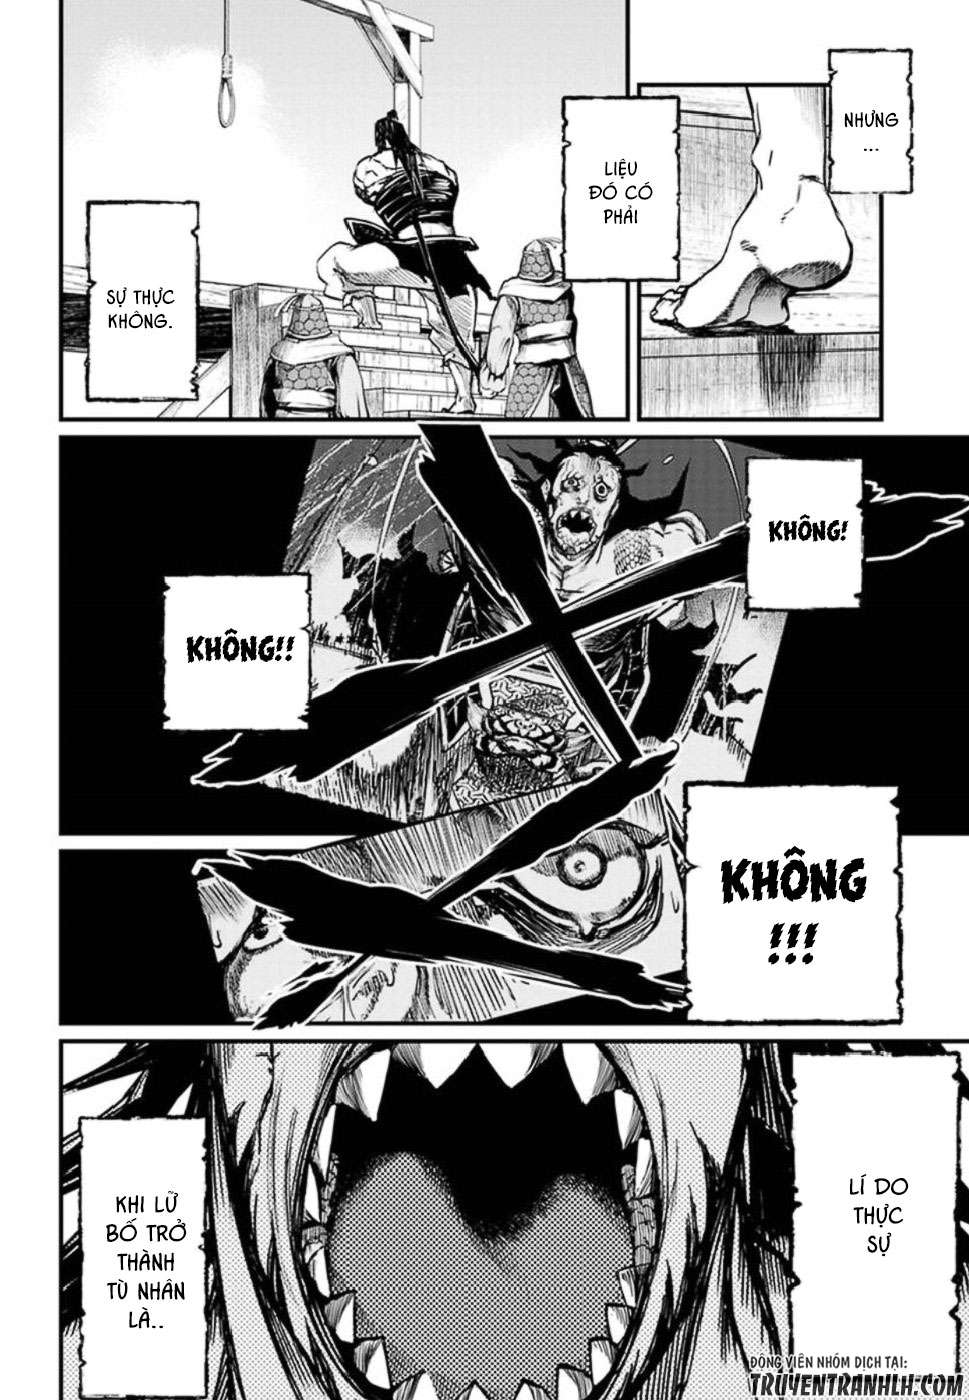 NHƯNG
...
LIỆU
ĐÓ CÓ
PHẢI
SỰ THỰC
KHÔNG.
KHÔNG!
KHÔNG!!
KHÔNG
!!!
LÍ DO
THỰC
SỰ
KHI LỮ
BỐ TRỞ
THÀNH
TÙ NHÂN
LÀ..
ĐỘNG VIÊN NHÓM DỊCH TẠI:
TRUYENTRANHLH.COM